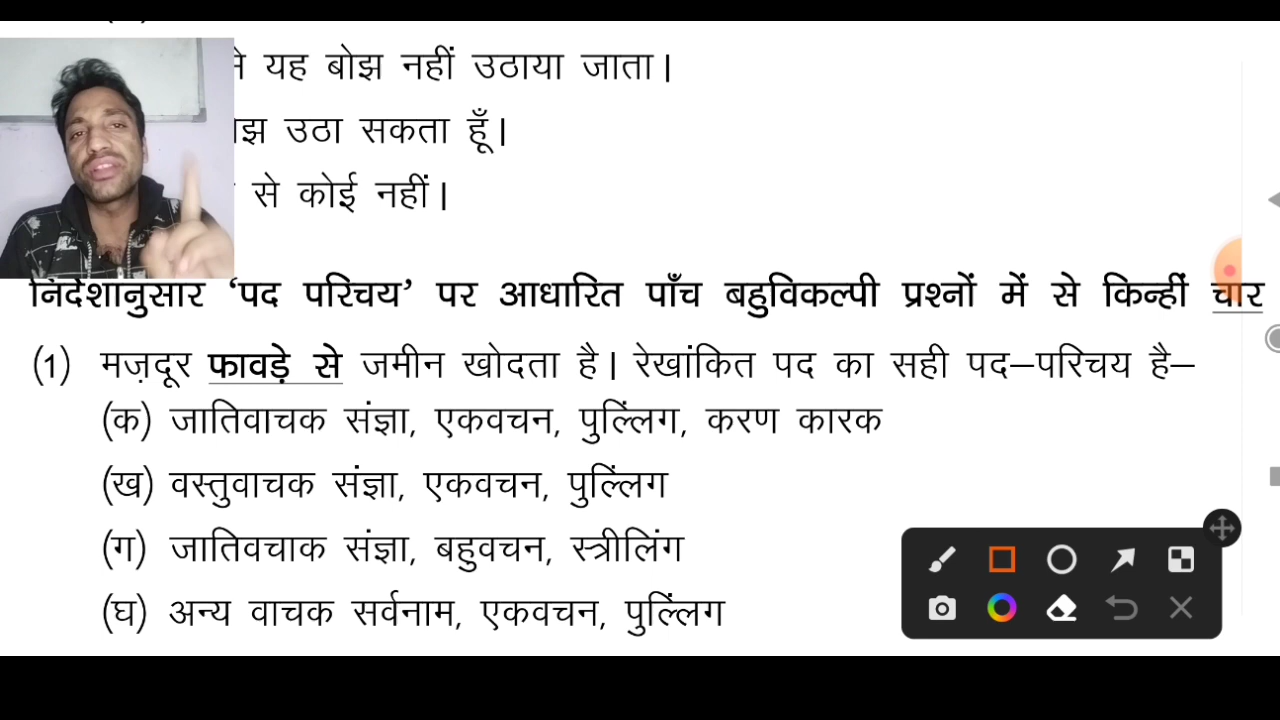 यह बोझ नहीं उठाया जाता।
उठा सकता हूँ।
से कोई नहीं।
निर्देशानुसार ‘पद परिचय’ पर आधारित पाँच बहुविकल्पी प्रश्नों में से किन्हीं चार
(1) मज़दूर फावड़े से जमीन खोदता है। रेखांकित पद का सही पद–परिचय है–
(क) जातिवाचक संज्ञा, एकवचन, पुल्लिंग, करण कारक
(ख) वस्तुवाचक संज्ञा, एकवचन, पुल्लिंग
(ग) जातिवचाक संज्ञा, बहुवचन, स्त्रीलिंग
(घ) अन्य वाचक सर्वनाम, एकवचन, पुल्लिंग